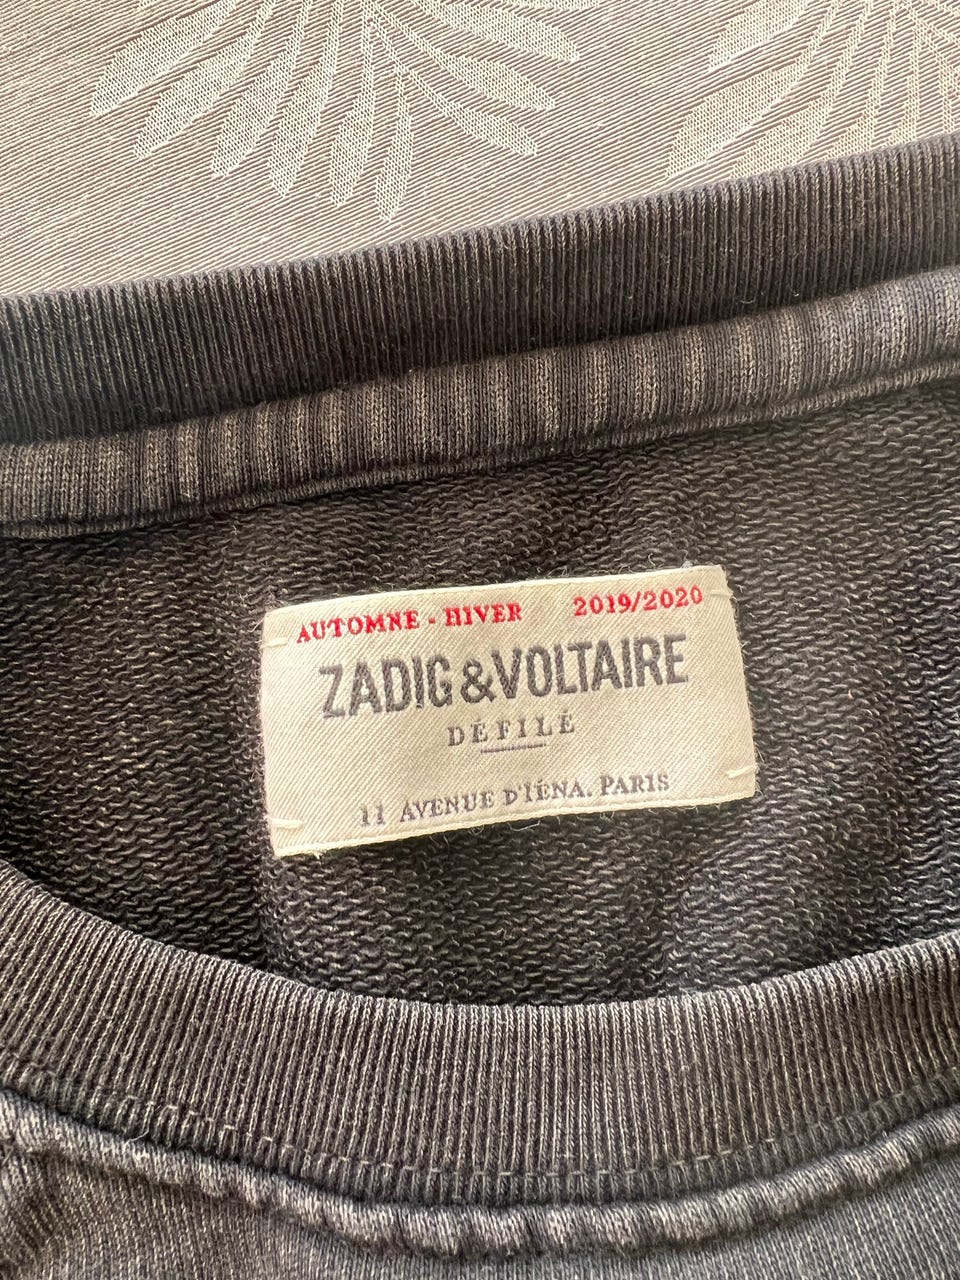 AUTOMNE - HIVER 2019/2020
ZADIG&VOLTAIRE
DÉFILÉ
11 AVENUE D'IÉNA. PARIS